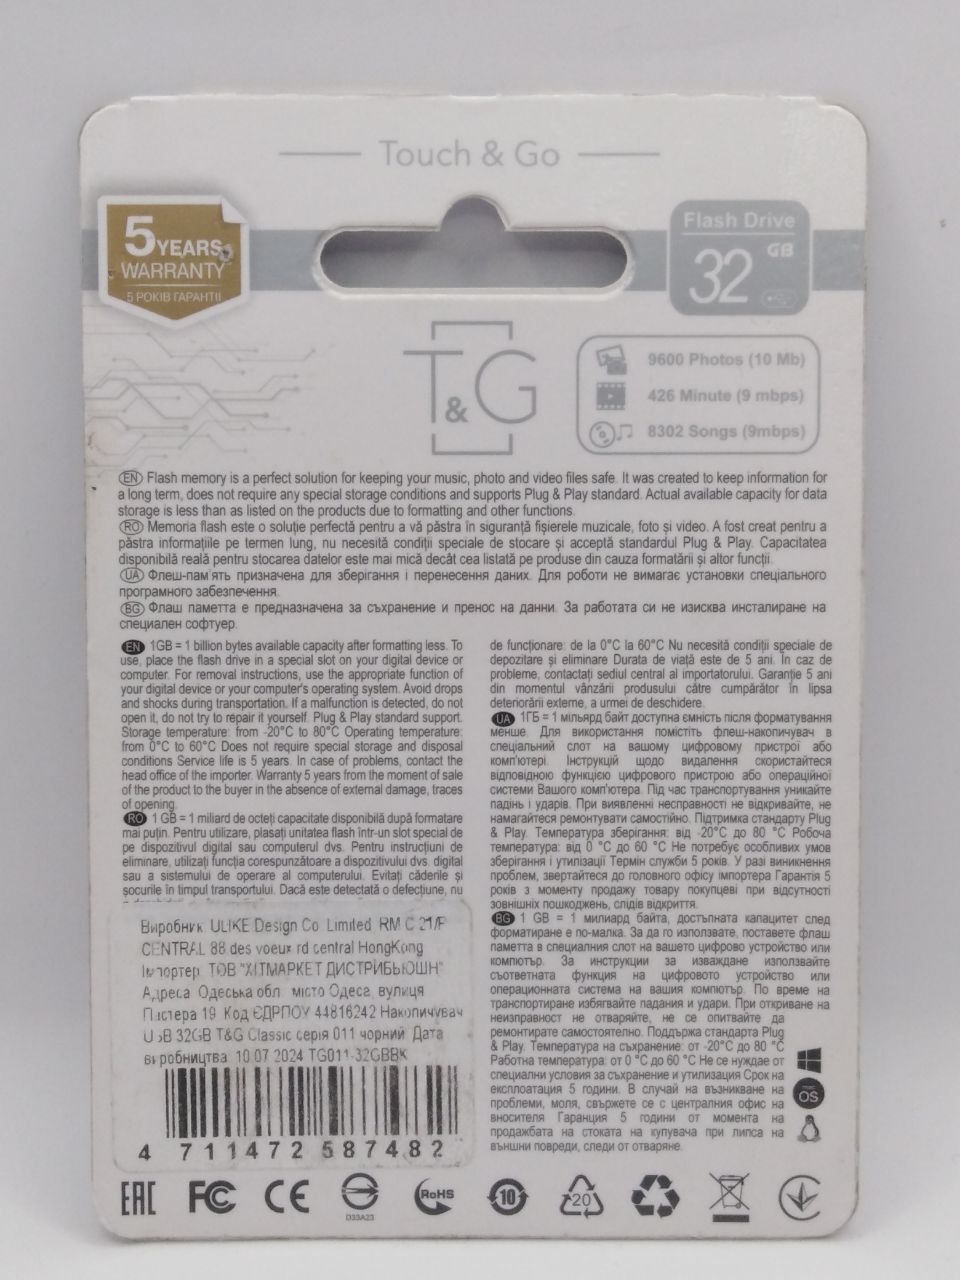 Touch & Go
5 YEARS
WARRANTY
5 РОКІВ ГАРАНТІЇ
Flash Drive
32 GB
T&G
9600 Photos (10 Mb)
426 Minute (9 mbps)
8302 Songs (9mbps)
EN Flash memory is a perfect solution for keeping your music, photo and video files safe. It was created to keep information for
a long term, does not require any special storage conditions and supports Plug & Play standard. Actual available capacity for data
storage is less than as listed on the products due to formatting and other functions.
RO Memoria flash este o soluție perfectă pentru a vă păstra în siguranță fișierele muzicale, foto și video. A fost creat pentru a
păstra informațiile pe termen lung, nu necesită condiții speciale de stocare și acceptă standardul Plug & Play. Capacitatea
disponibilă reală pentru stocarea datelor este mai mică decât cea listată pe produse din cauza formatării și altor funcții.
UA Флеш-пам'ять призначена для зберігання і перенесення даних. Для роботи не вимагає установки спеціального
програмного забезпечення.
BG Флаш паметта е предназначена за съхранение и пренос на данни. За работата си не изисква инсталиране на
специален софтуер.
EN 1GB = 1 billion bytes available capacity after formatting less. To
use, place the flash drive in a special slot on your digital device or
computer. For removal instructions, use the appropriate function of
your digital device or your computer's operating system. Avoid drops
and shocks during transportation. If a malfunction is detected, do not
open it, do not try to repair it yourself. Plug & Play standard support.
Storage temperature: from -20°C to 80°C Operating temperature:
from 0°C to 60°C Does not require special storage and disposal
conditions Service life is 5 years. In case of problems, contact the
head office of the importer. Warranty 5 years from the moment of sale
of the product to the buyer in the absence of external damage, traces
of opening.
RO 1 GB = 1 miliard de octeți capacitate disponibilă după formatare
mai puțin. Pentru utilizare, plasați unitatea flash într-un slot special de
pe dispozitivul digital sau computerul dvs. Pentru instrucțiuni de
eliminare, utilizați funcția corespunzătoare a dispozitivului dvs. digital
sau a sistemului de operare al computerului. Evitați căderile și
șocurile în timpul transportului. Dacă este detectată o defecțiune, nu
Виробник ULIKE Design Co Limited RM C 21/F
CENTRAL 88 des voeux rd central HongKong
Імпортер ТОВ "ХІТМАРКЕТ ДИСТРИБЬЮШН"
Адреса Одеська обл. місто Одеса вулиця
Пастера 19 Код ЄДРПОУ 44816242 Накопичувач
USB 32GB T&G Classic серія 011 чорний Дата
виробництва 10.07.2024 TG011-32GBBK
4 711472 587482
de funcționare: de la 0°C la 60°C Nu necesită condiții speciale de
depozitare și eliminare Durata de viață este de 5 ani. În caz de
probleme, contactați sediul central al importatorului. Garanție 5 ani
din momentul vânzării produsului către cumpărător în lipsa
deteriorării externe, a urmei de deschidere.
UA 1ГБ = 1 мільярд байт доступна ємність після форматування
менше. Для використання помістіть флеш-накопичувач в
спеціальний слот на вашому цифровому пристрої або
комп'ютері. Інструкцій щодо видалення скористайтеся
відповідною функцією цифрового пристрою або операційної
системи Вашого комп'ютера. Під час транспортування уникайте
падінь і ударів. При виявленні несправності не відкривайте, не
намагайтеся ремонтувати самостійно. Підтримка стандарту Plug
& Play. Температура зберігання: від -20°C до 80 °C Робоча
температура: від 0 °C до 60 °C Не потребує особливих умов
зберігання і утилізації Термін служби 5 років. У разі виникнення
проблем, звертайтеся до головного офісу імпортера Гарантія 5
років з моменту продажу товару покупцеві при відсутності
зовнішніх пошкоджень, слідів відкриття.
BG 1 GB = 1 милиард байта, достъпната капацитет след
форматиране е по-малка. За да го използвате, поставете флаш
паметта в специалния слот на вашето цифрово устройство или
компютър. За инструкции за изваждане използвайте
съответната функция на цифровото устройство или
операционната система на вашия компютър. По време на
транспортиране избягвайте падания и удари. При откриване на
неизправност не отваряйте, не се опитвайте да
ремонтирате самостоятелно. Поддържа стандарта Plug
& Play. Температура на съхранение: от -20°C до 80 °C
Работна температура: от 0 °C до 60 °C Не се нуждае от
специални условия за съхранение и утилизация Срок на
експлоатация 5 години. В случай на възникване на
проблеми, моля, свържете се с централния офис на
вносителя Гаранция 5 години от момента на
продажбата на стоката на купувача при липса на
външни повреди, следи от отваряне.
OS
EAC FC CE D33A23 RoHS 10 20